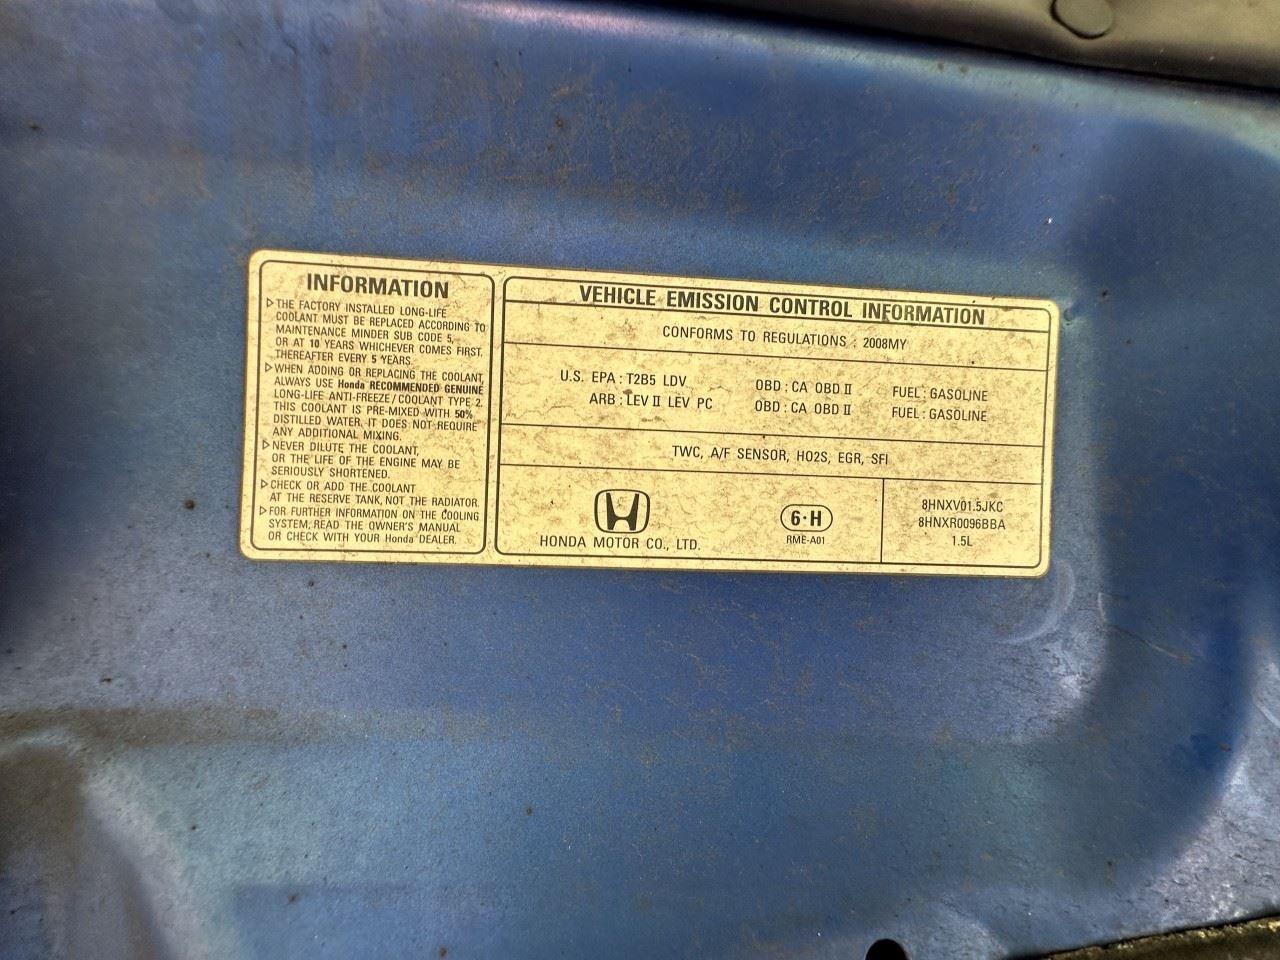 INFORMATION
▷THE FACTORY INSTALLED LONG-LIFE
COOLANT MUST BE REPLACED ACCORDING TO
MAINTENANCE MINDER SUB CODE 5,
OR AT 10 YEARS WHICHEVER COMES FIRST.
THEREAFTER EVERY 5 YEARS.
▷WHEN ADDING OR REPLACING THE COOLANT,
ALWAYS USE Honda RECOMMENDED GENUINE
LONG-LIFE ANTI-FREEZE/COOLANT TYPE 2.
THIS COOLANT IS PRE-MIXED WITH 50%
DISTILLED WATER, IT DOES NOT REQUIRE
ANY ADDITIONAL MIXING.
▷NEVER DILUTE THE COOLANT,
OR THE LIFE OF THE ENGINE MAY BE
SERIOUSLY SHORTENED.
▷CHECK OR ADD THE COOLANT
AT THE RESERVE TANK, NOT THE RADIATOR.
▷FOR FURTHER INFORMATION ON THE COOLING
SYSTEM, READ THE OWNER'S MANUAL
OR CHECK WITH YOUR Honda DEALER.
VEHICLE EMISSION CONTROL INFORMATION
CONFORMS TO REGULATIONS : 2008MY
U.S. EPA : T2B5 LDV OBD : CA OBD II FUEL : GASOLINE
ARB : LEV II LEV PC OBD : CA OBD II FUEL : GASOLINE
TWC, A/F SENSOR, HO2S, EGR, SFI
HONDA MOTOR CO., LTD.
6-H
RME-A01
8HNXV01.5JKC
8HNXR0096BBA
1.5L